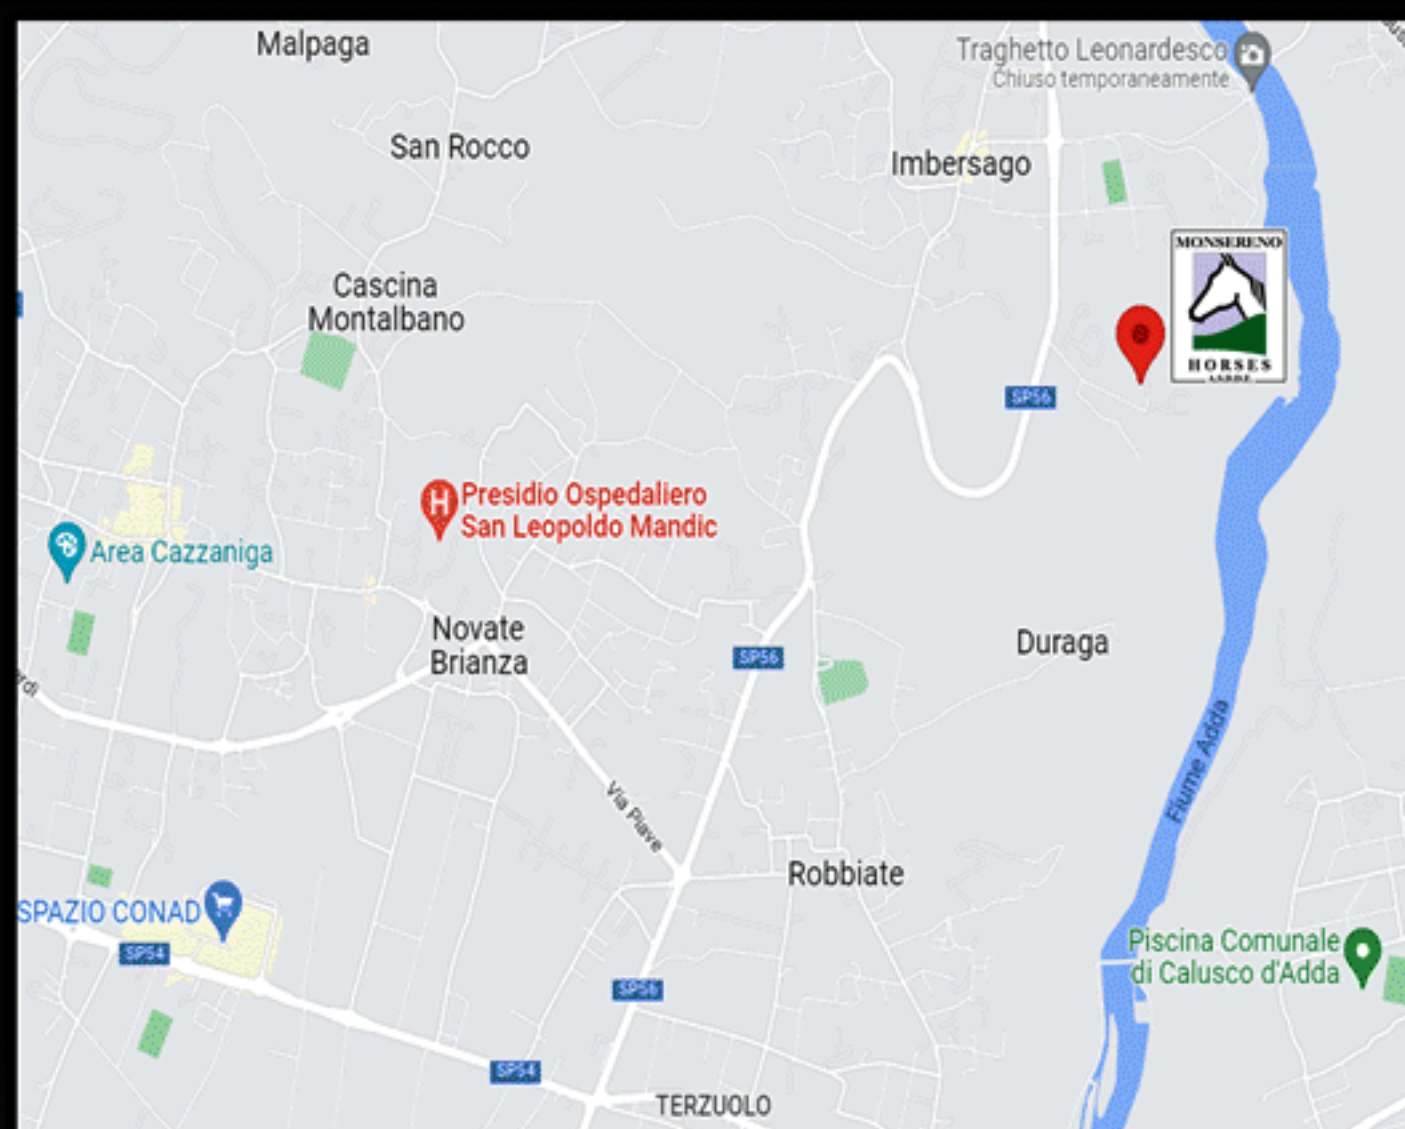 Malpaga
Traghetto Leonardesco
Chiuso temporaneamente
San Rocco
Imbersago
MONSERENO
HORSES
Cascina
Montalbano
SP56
Presidio Ospedaliero
San Leopoldo Mandic
Area Cazzaniga
Novate
Brianza
SP56
Duraga
Fiume Adda
Via Piave
Robbiate
SPAZIO CONAD
SP54
Piscina Comunale
di Calusco d'Adda
SP56
SP54
TERZUOLO